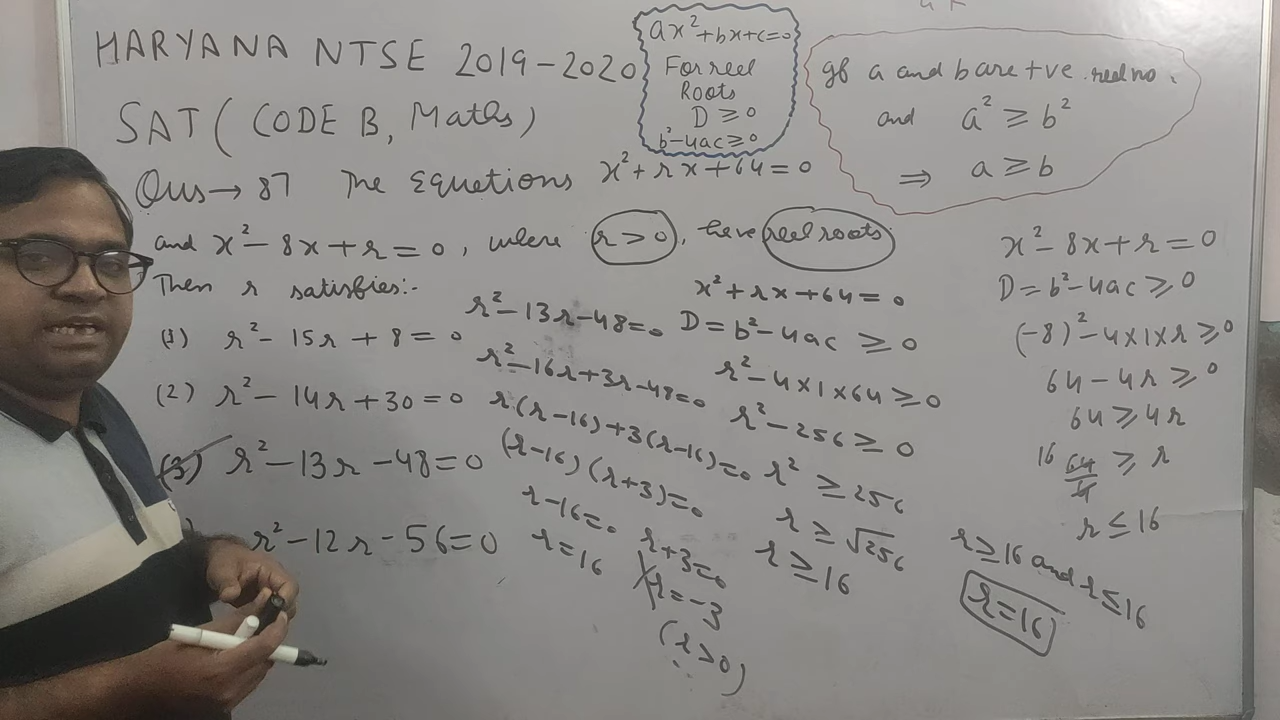 HARYANA NTSE 2019-2020
SAT (CODE B, Maths)
ax²+bx+c=0
For reel
Roots
D ≥ 0
b²-4ac ≥ 0
gf a and b are +ve real no.
and a² ≥ b²
⇒ a ≥ b
Qus → 87 The Equetions x²+rx+64=0
and x²-8x+r=0, where r>0, heve reel roots
Then r satisfies:-
(1) r²-15r+8=0
(2) r²-14r+30=0
(3) r²-13r-48=0
r²-12r-56=0
r²-13r-48=0
r²-16r+3r-48=0
r(r-16)+3(r-16)=0
(r-16)(r+3)=0
r-16=0 r+3=0
r=16 r=-3
(r>0)
x²+rx+64=0
D=b²-4ac ≥ 0
r²-4×1×64 ≥ 0
r²-256 ≥ 0
r² ≥ 256
r ≥ √256
r ≥ 16
x²-8x+r=0
D=b²-4ac ≥ 0
(-8)²-4×1×r ≥ 0
64-4r ≥ 0
64 ≥ 4r
16 64/4 ≥ r
r ≤ 16
r≥16 and r≤16
r=16